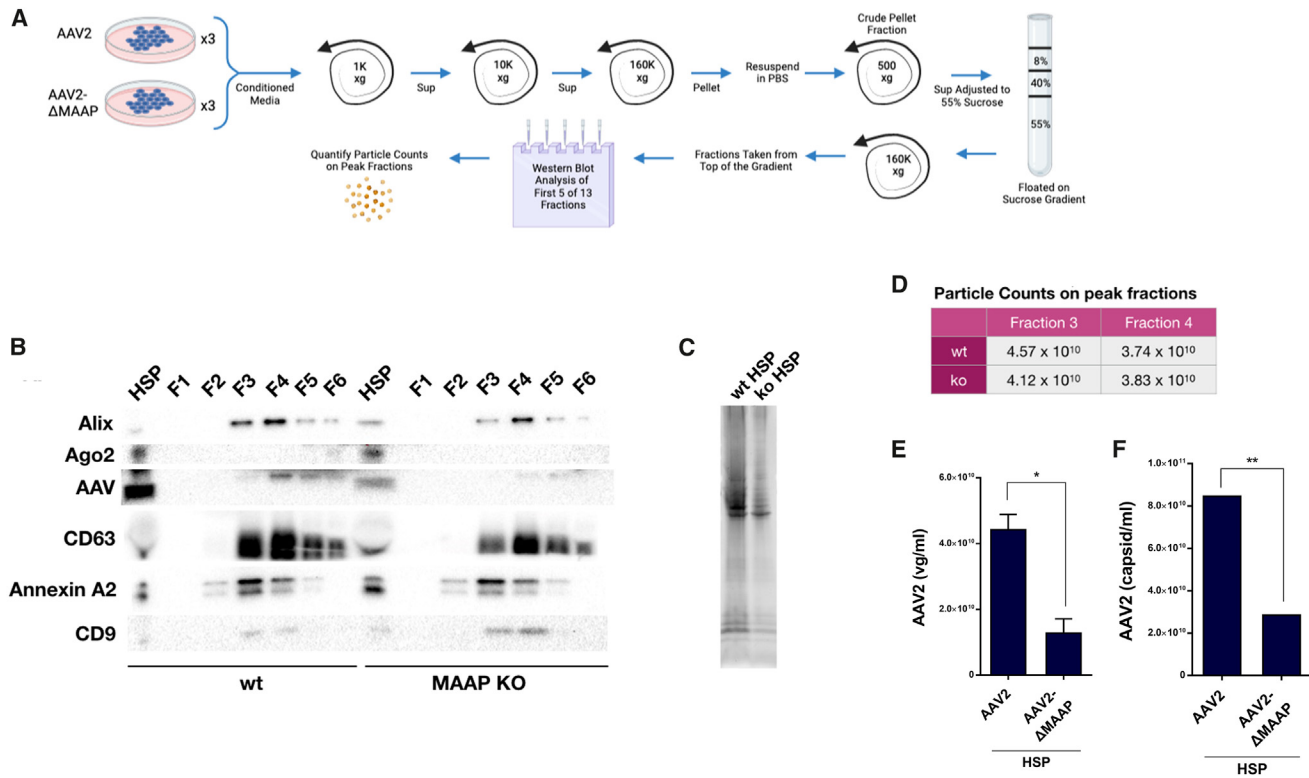 A
AAV2
x3
AAV2-
ΔMAAP
x3
Conditioned
Media
1K
xg
Sup
10K
xg
Sup
160K
xg
Pellet
Resuspend
in PBS
Crude Pellet
Fraction
500
xg
Sup Adjusted to
55% Sucrose
8%
40%
55%
Floated on
Sucrose Gradient
160K
xg
Fractions Taken from
Top of the Gradient
Western Blot
Analysis of
First 5 of 13
Fractions
Quantify Particle Counts
on Peak Fractions
B
HSP F1 F2 F3 F4 F5 F6 HSP F1 F2 F3 F4 F5 F6
Alix
Ago2
AAV
CD63
Annexin A2
CD9
wt MAAP KO
C
wt HSP
ko HSP
D
Particle Counts on peak fractions
Fraction 3 Fraction 4
wt 4.57 x 10¹⁰ 3.74 x 10¹⁰
ko 4.12 x 10¹⁰ 3.83 x 10¹⁰
E
AAV2 (vg/ml)
6.0×10¹⁰
4.0×10¹⁰
2.0×10¹⁰
0
*
AAV2
AAV2-
ΔMAAP
HSP
F
AAV2 (capsid/ml)
1.0×10¹¹
8.0×10¹⁰
6.0×10¹⁰
4.0×10¹⁰
2.0×10¹⁰
0
**
AAV2
AAV2-
ΔMAAP
HSP